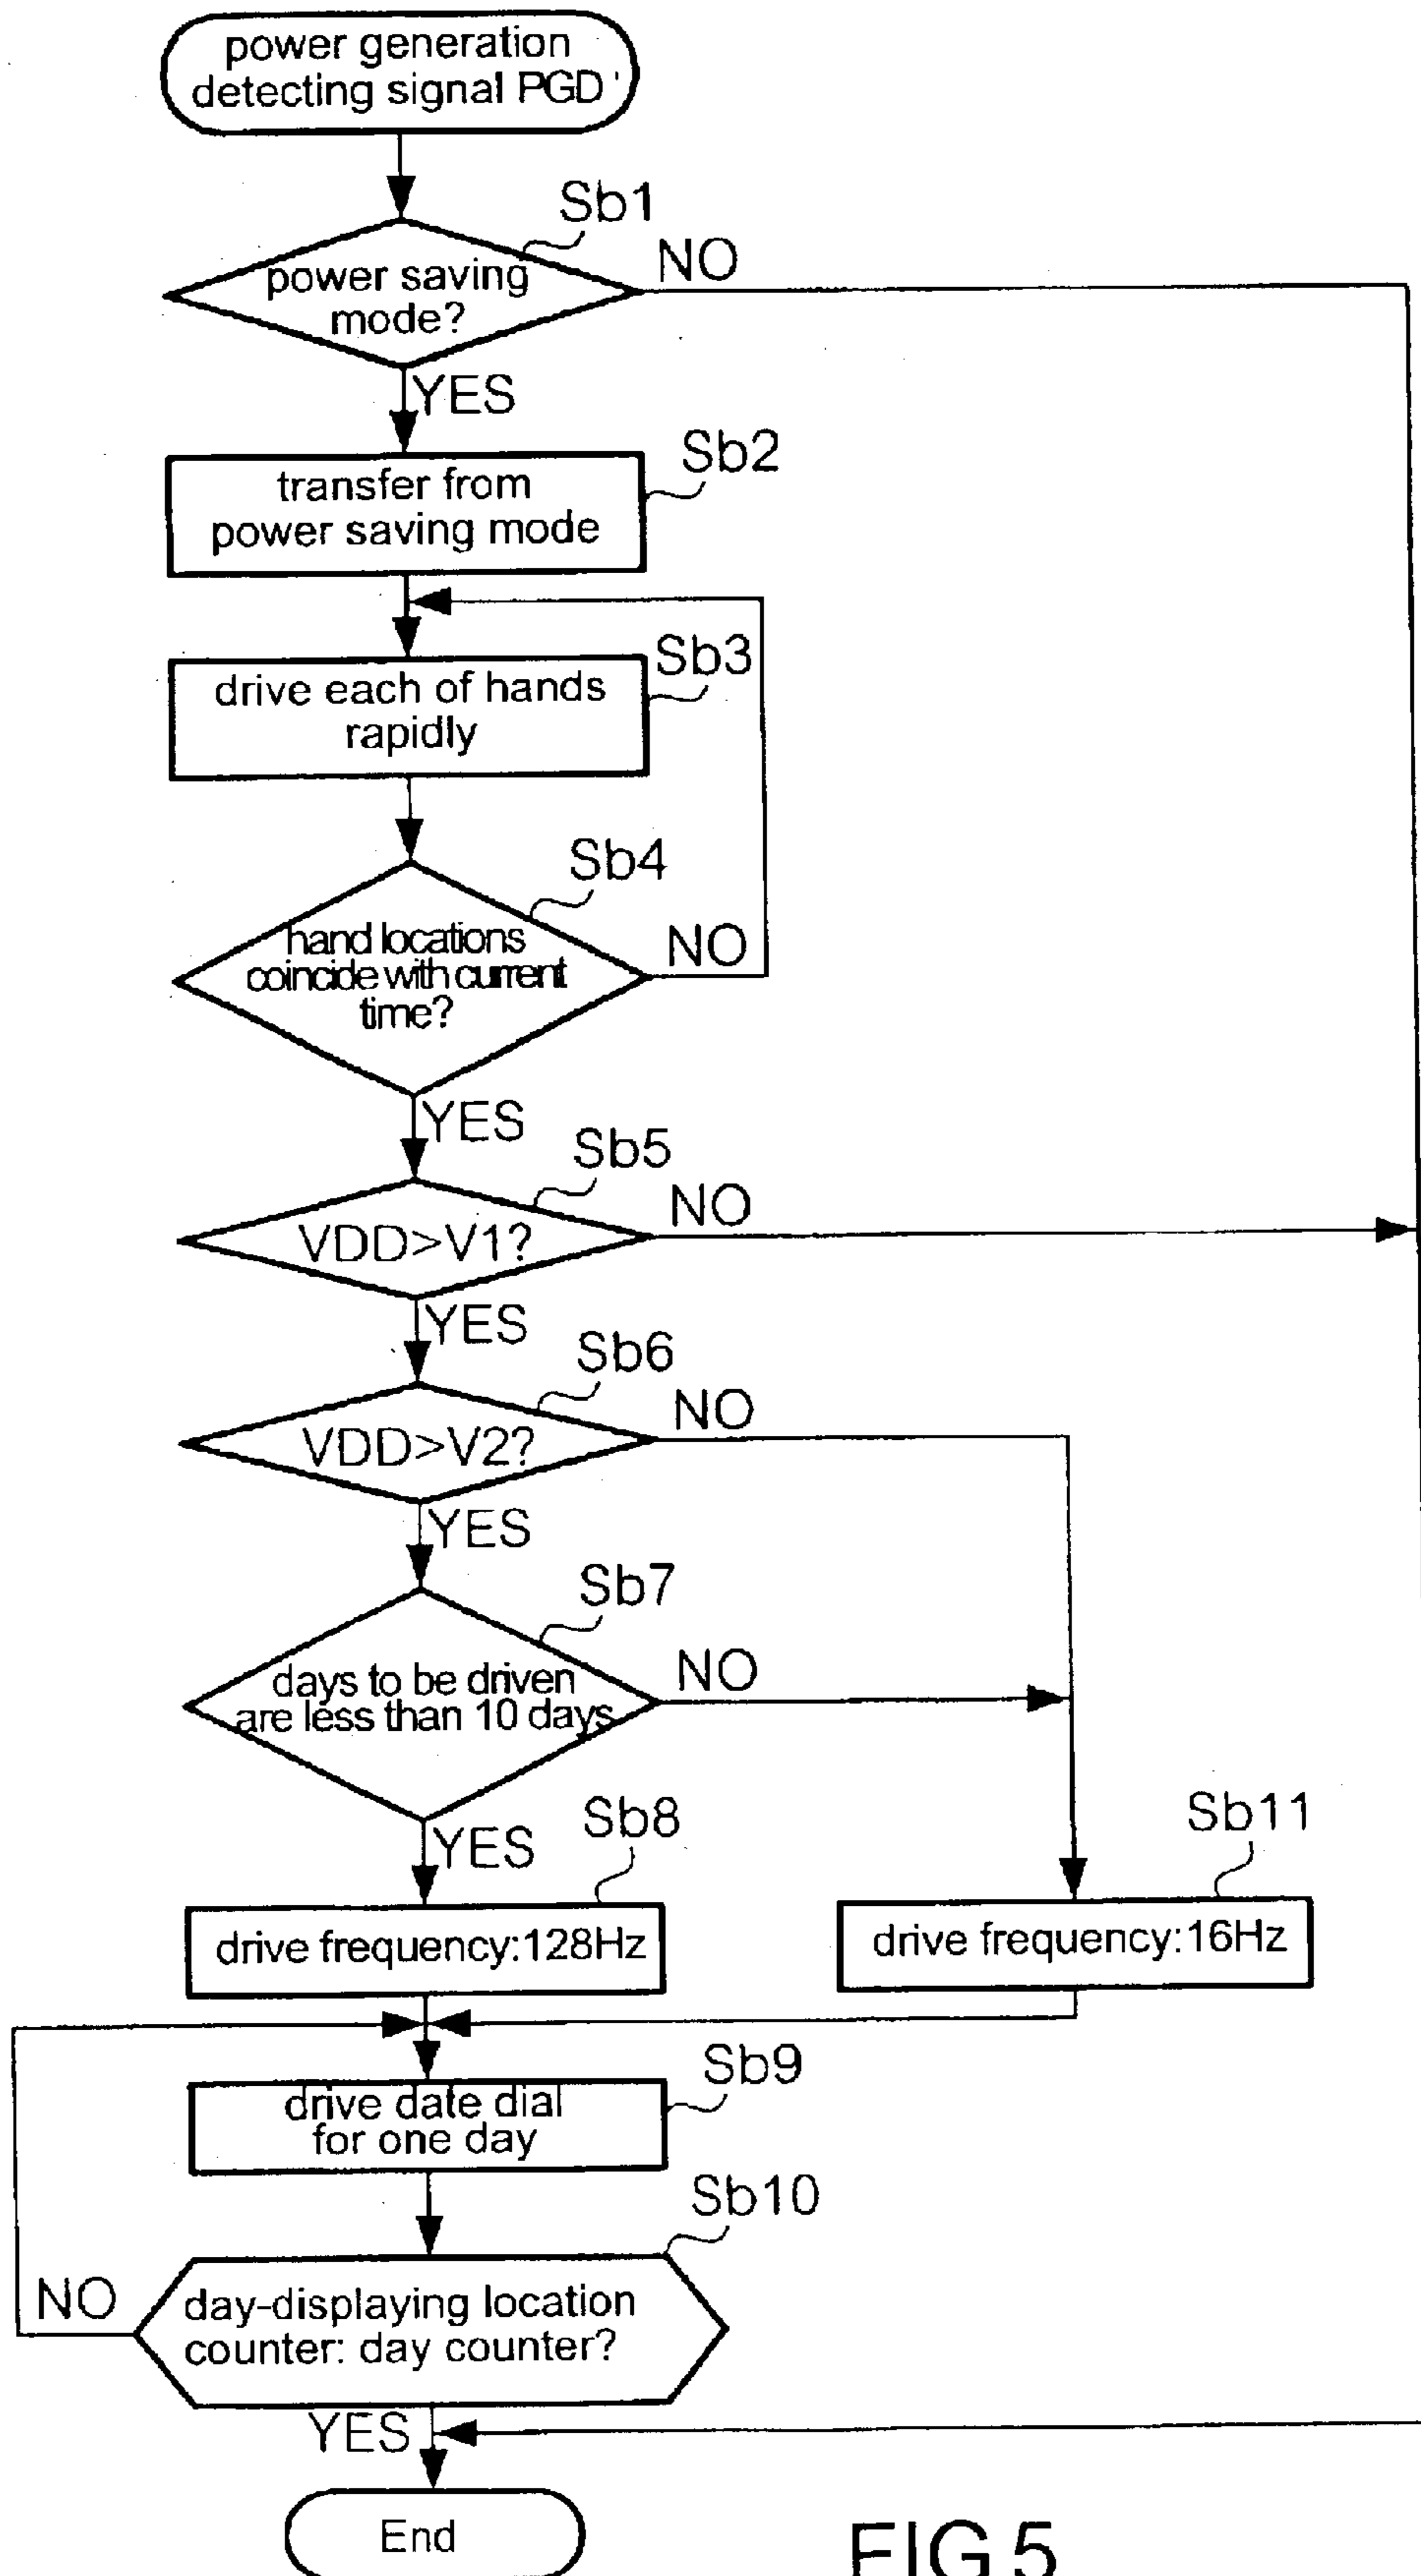 power generation
detecting signal PGD
Sb1
power saving
mode?
NO
YES
Sb2
transfer from
power saving mode
Sb3
drive each of hands
rapidly
Sb4
hand locations
coincide with current
time?
NO
YES
Sb5
VDD>V1?
NO
YES
Sb6
VDD>V2?
NO
YES
Sb7
days to be driven
are less than 10 days
NO
YES
Sb8
drive frequency:128Hz
Sb11
drive frequency:16Hz
Sb9
drive date dial
for one day
Sb10
day-displaying location
counter: day counter?
NO
YES
End
FIG.5